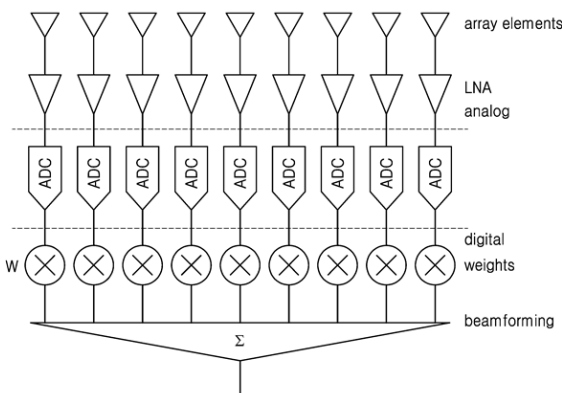 array elements
LNA
analog
ADC ADC ADC ADC ADC ADC ADC ADC ADC
digital
W weights
beamforming
Σ